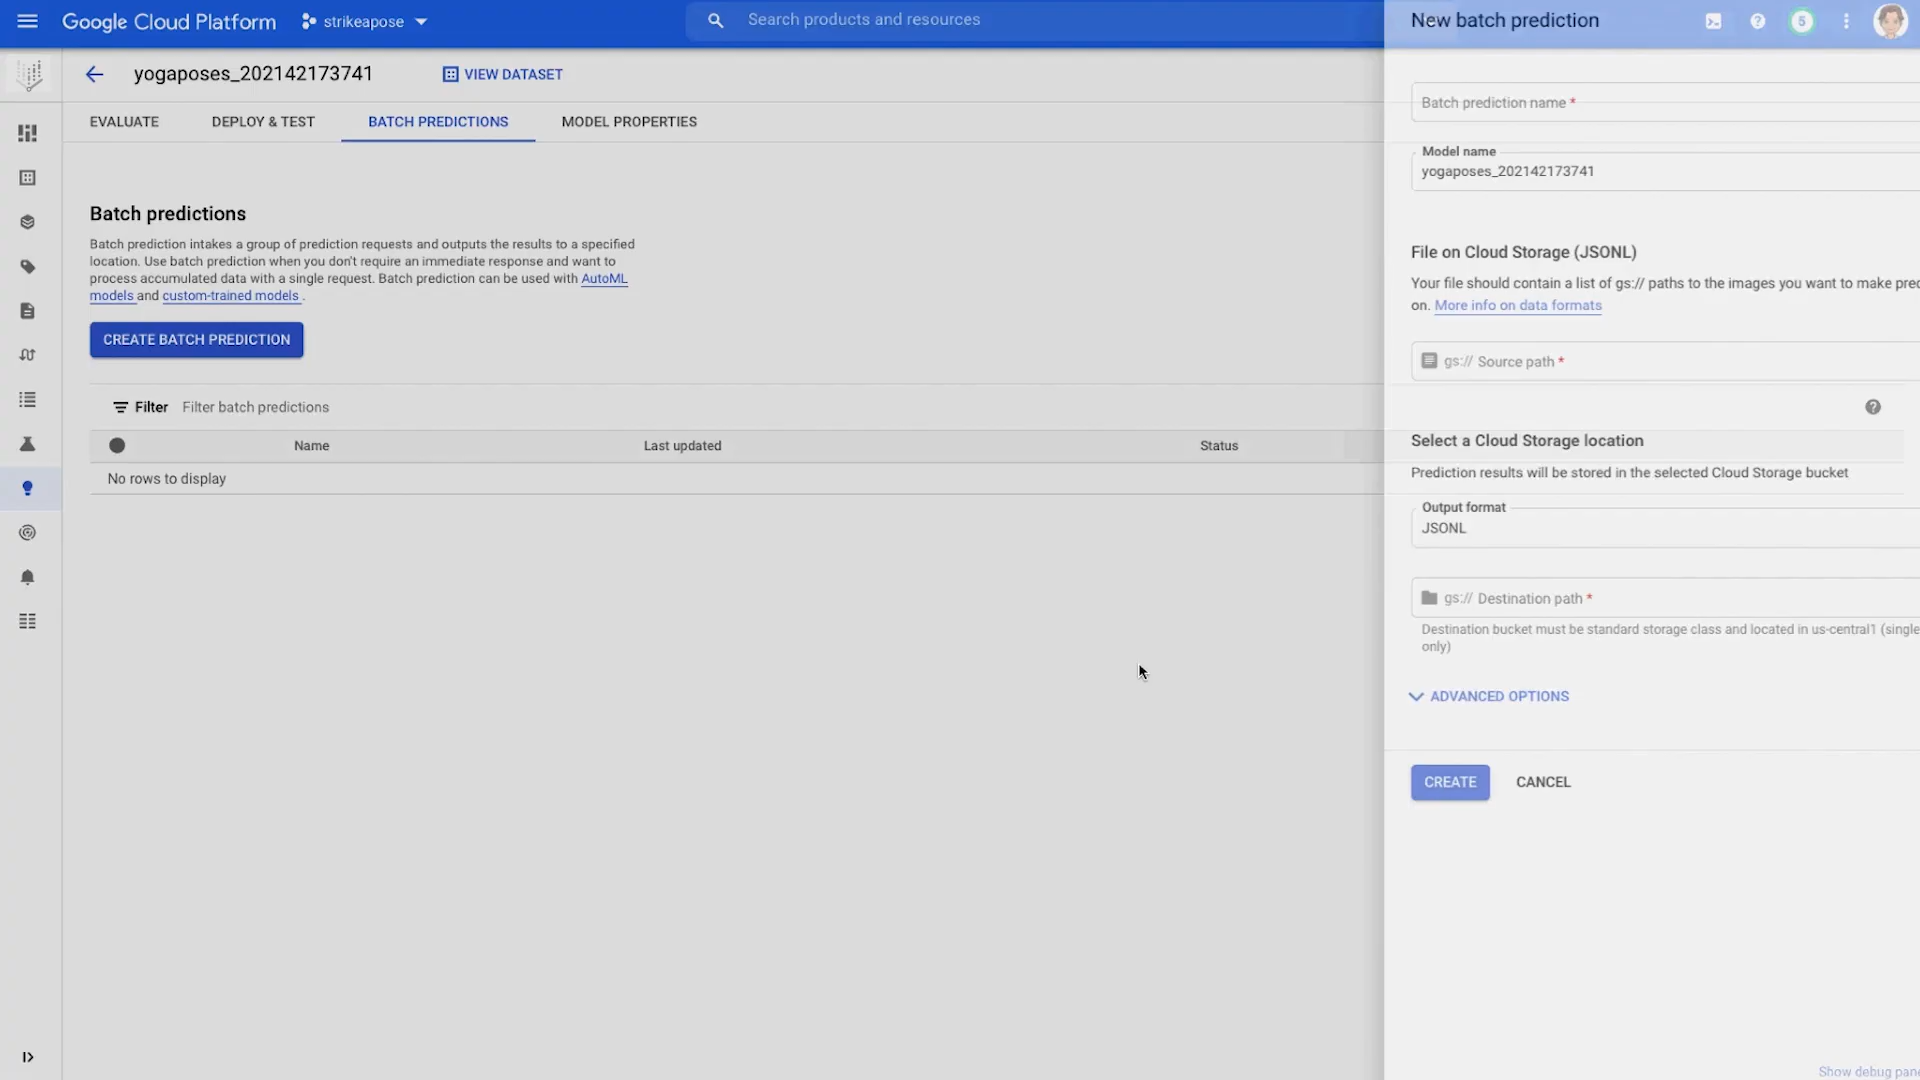 Google Cloud Platform
strikeapose
Search products and resources
New batch prediction
5
yogaposes_202142173741
VIEW DATASET
EVALUATE
DEPLOY & TEST
BATCH PREDICTIONS
MODEL PROPERTIES
Batch predictions
Batch prediction intakes a group of prediction requests and outputs the results to a specified
location. Use batch prediction when you don't require an immediate response and want to
process accumulated data with a single request. Batch prediction can be used with AutoML
models and custom-trained models .
CREATE BATCH PREDICTION
Filter Filter batch predictions
Name Last updated Status
No rows to display
Batch prediction name *
Model name
yogaposes_202142173741
File on Cloud Storage (JSONL)
Your file should contain a list of gs:// paths to the images you want to make pred
on. More info on data formats
gs:// Source path *
Select a Cloud Storage location
Prediction results will be stored in the selected Cloud Storage bucket
Output format
JSONL
gs:// Destination path *
Destination bucket must be standard storage class and located in us-central1 (single
only)
ADVANCED OPTIONS
CREATE
CANCEL
Show debug pane